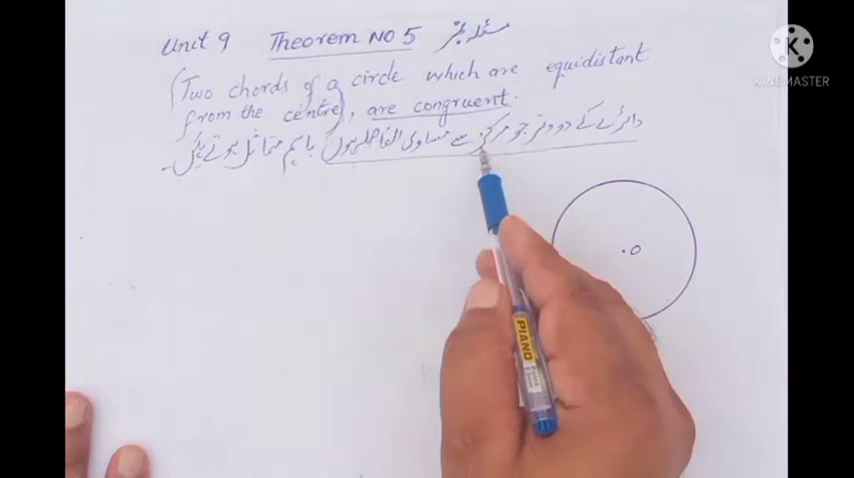 Unit 9 Theorem NO 5 مسئلہ نمبر
(Two chords of a circle which are equidistant
from the centre), are congruent.
دائرے کے دو وتر جو مرکز سے مساوی الفاصلہ ہوں باہم متماثل ہوتے ہیں۔
.O
PIANO
K
KINEMASTER